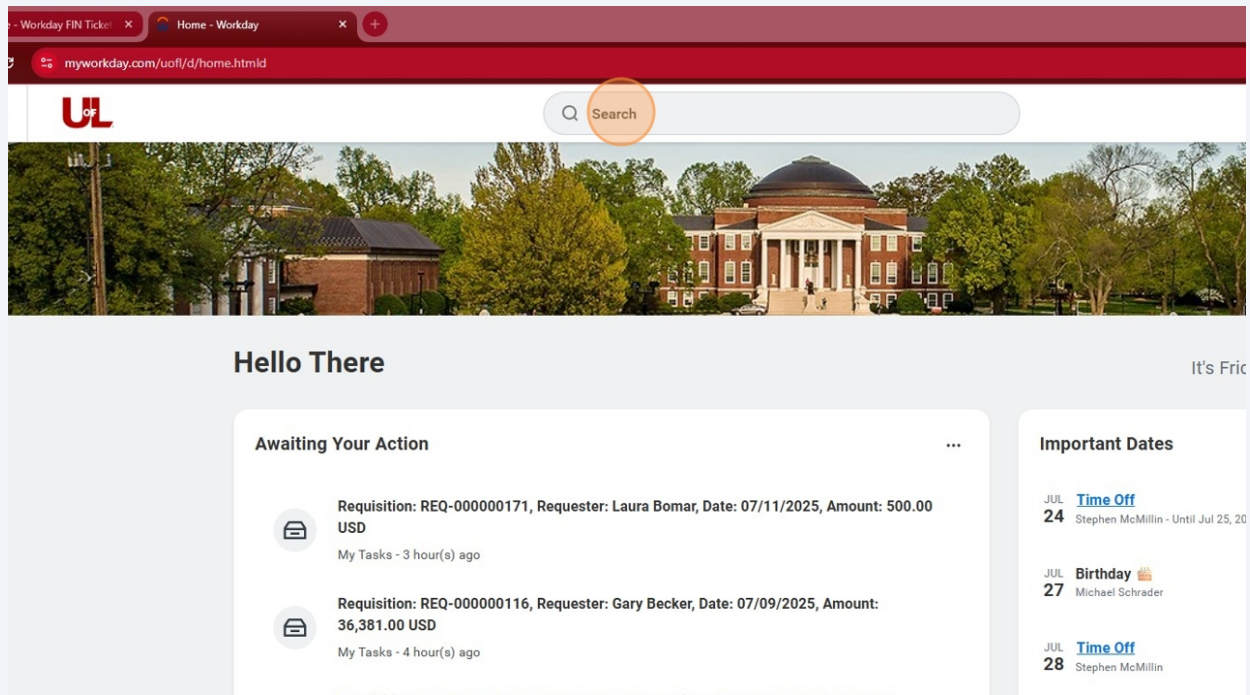 - Workday FIN Ticket
Home - Workday
myworkday.com/uofl/d/home.htmld
UofL
Search
Hello There
It's
Awaiting Your Action
Requisition: REQ-000000171, Requester: Laura Bomar, Date: 07/11/2025, Amount: 500.00
USD
My Tasks - 3 hour(s) ago
Requisition: REQ-000000116, Requester: Gary Becker, Date: 07/09/2025, Amount:
36,381.00 USD
My Tasks - 4 hour(s) ago
Important Dates
JUL
24
Time Off
Stephen McMillin - Until Jul 25,
JUL
27
Birthday 🎂
Michael Schrader
JUL
28
Time Off
Stephen McMillin